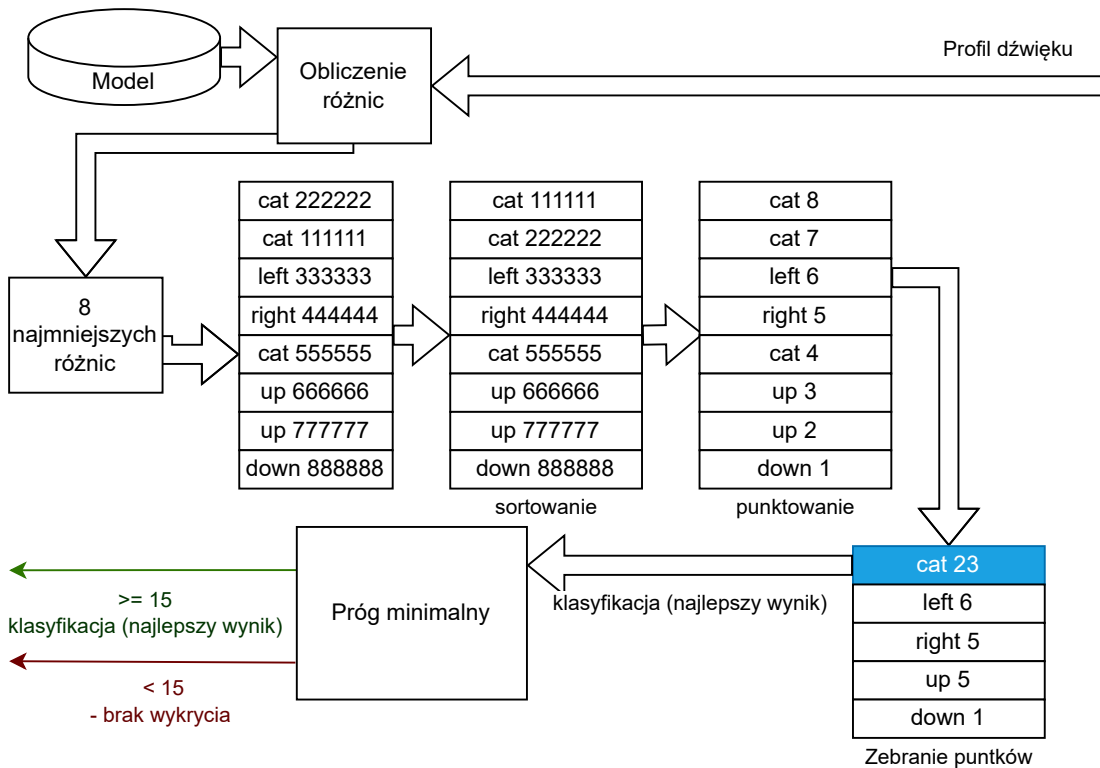 Model
Obliczenie
różnic
Profil dźwięku
8
najmniejszych
różnic
cat 222222
cat 111111
left 333333
right 444444
cat 555555
up 666666
up 777777
down 888888
cat 111111
cat 222222
left 333333
right 444444
cat 555555
up 666666
up 777777
down 888888
sortowanie
cat 8
cat 7
left 6
right 5
cat 4
up 3
up 2
down 1
punktowanie
cat 23
left 6
right 5
up 5
down 1
Zebranie puntków
klasyfikacja (najlepszy wynik)
Próg minimalny
>= 15
klasyfikacja (najlepszy wynik)
< 15
- brak wykrycia